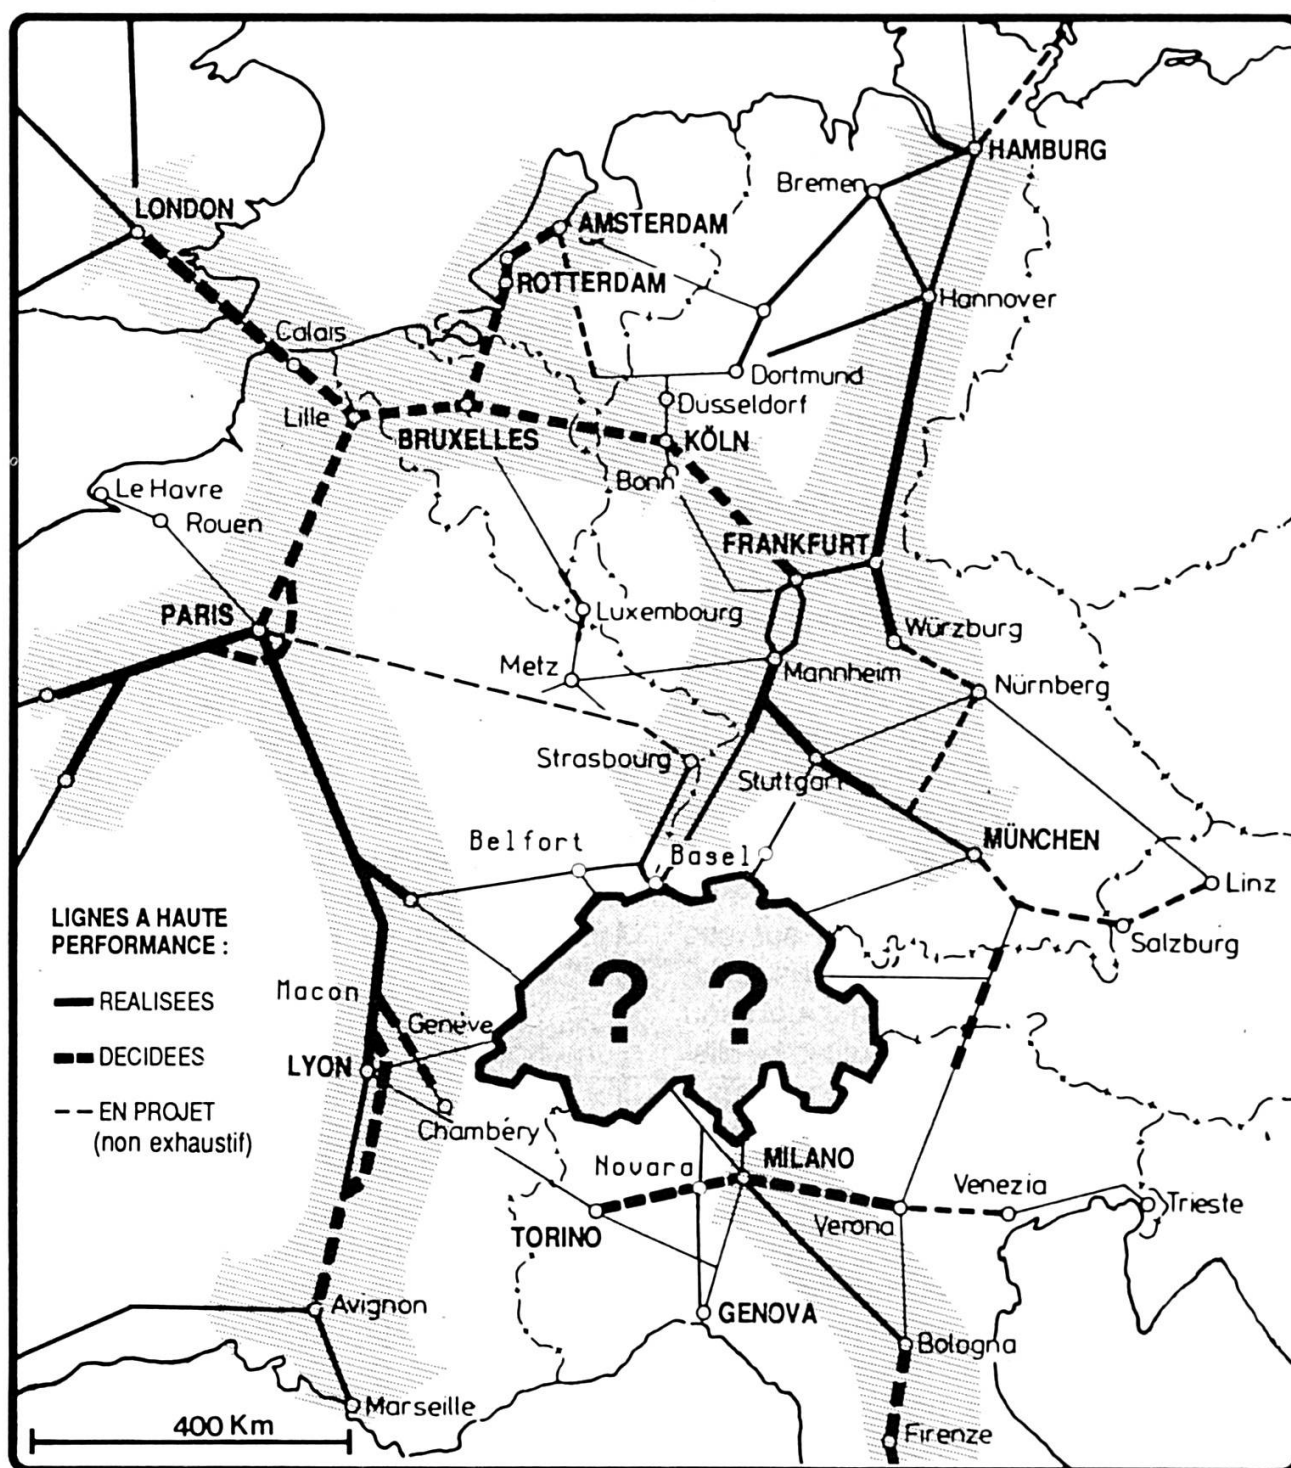 HAMBURG
Bremen
LONDON
AMSTERDAM
ROTTERDAM
Hannover
Calais
Dortmund
Dusseldorf
Lille
BRUXELLES
KÖLN
Bonn
Le Havre
Rouen
FRANKFURT
PARIS
Luxembourg
Würzburg
Metz
Mannheim
Nürnberg
Strasbourg
Stuttgart
Belfort
Basel
MÜNCHEN
Linz
LIGNES A HAUTE
PERFORMANCE :
Salzburg
REALISEES
Macon
? ?
Genève
DECIDEES
LYON
EN PROJET
(non exhaustif)
Chambéry
Novara
MILANO
Venezia
Trieste
TORINO
Verona
Avignon
GENOVA
Bologna
Marseille
400 Km
Firenze